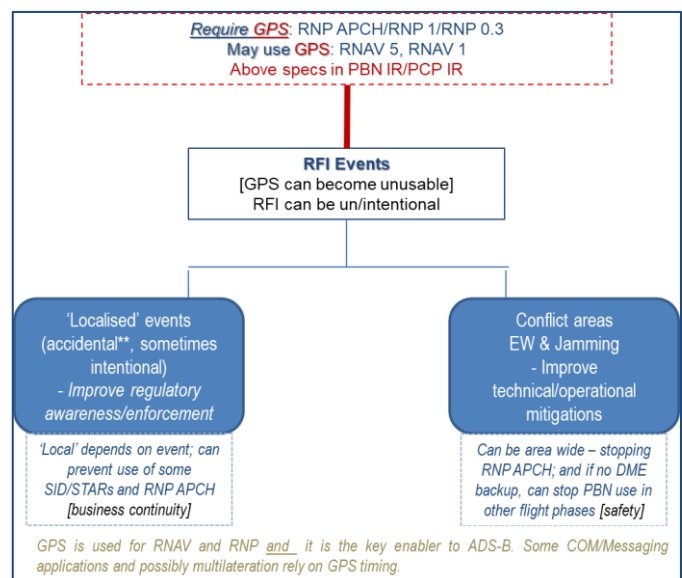 Require GPS: RNP APCH/RNP 1/RNP 0.3
May use GPS: RNAV 5, RNAV 1
Above specs in PBN IR/PCP IR
RFI Events
[GPS can become unusable]
RFI can be un/intentional
'Localised' events
(accidental**, sometimes
intentional)
- Improve regulatory
awareness/enforcement
'Local' depends on event; can
prevent use of some
SID/STARs and RNP APCH
[business continuity]
Conflict areas
EW & Jamming
- Improve
technical/operational
mitigations
Can be area wide – stopping
RNP APCH; and if no DME
backup, can stop PBN use in
other flight phases [safety]
GPS is used for RNAV and RNP and it is the key enabler to ADS-B. Some COM/Messaging
applications and possibly multilateration rely on GPS timing.